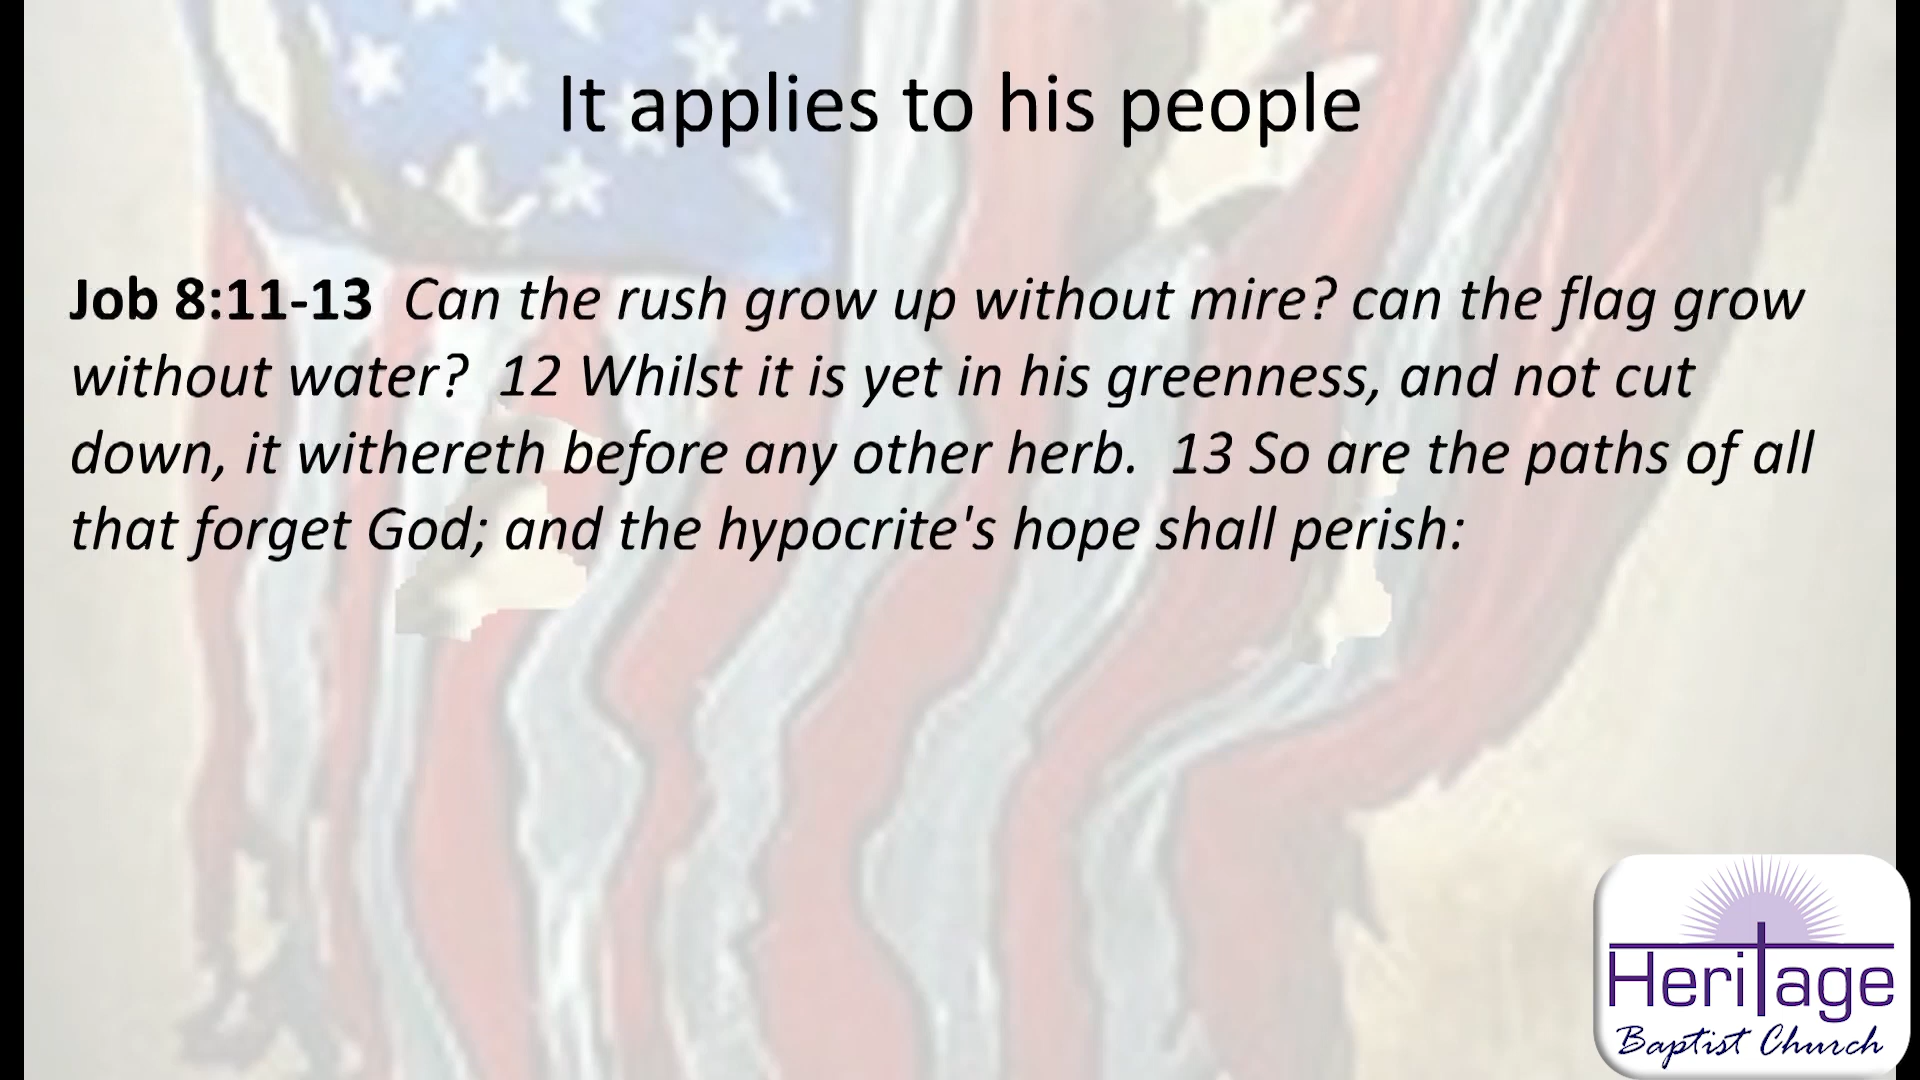 It applies to his people
Job 8:11-13  Can the rush grow up without mire? can the flag grow
without water?  12 Whilst it is yet in his greenness, and not cut
down, it withereth before any other herb.  13 So are the paths of all
that forget God; and the hypocrite's hope shall perish:
Heritage
Baptist Church